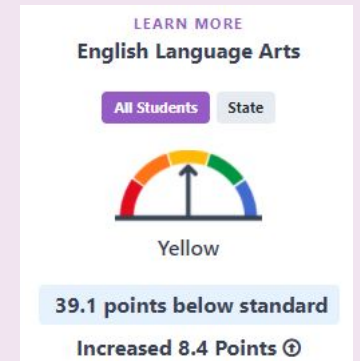 LEARN MORE
English Language Arts
All Students State
Yellow
39.1 points below standard
Increased 8.4 Points